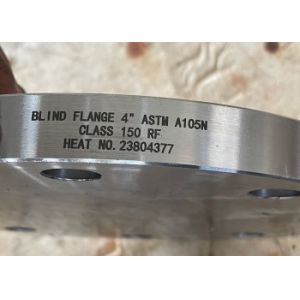 BLIND FLANGE 4" ASTM A105N
CLASS 150 RF
HEAT NO.23804377